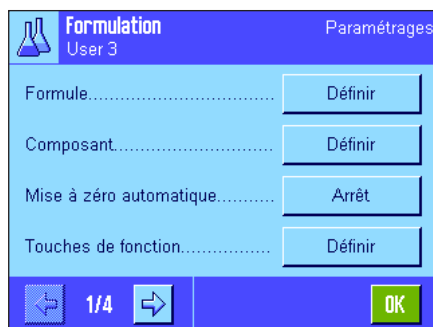 Formulation
Paramétrages
User 3
Formule................................ Définir
Composant........................... Définir
Mise à zéro automatique.......... Arrêt
Touches de fonction................ Définir
1/4
OK